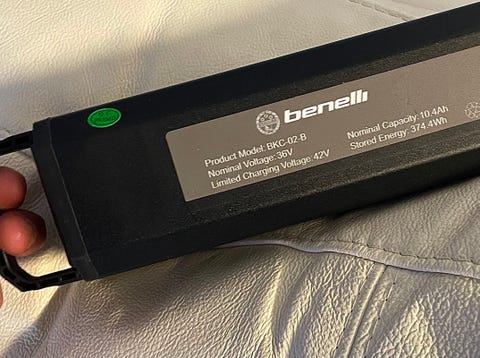 benelli
Product Model: BKC-02-B
Nominal Voltage: 36V
Limited Charging Voltage: 42V
Nominal Capacity: 10.4Ah
Stored Energy: 374.4Wh